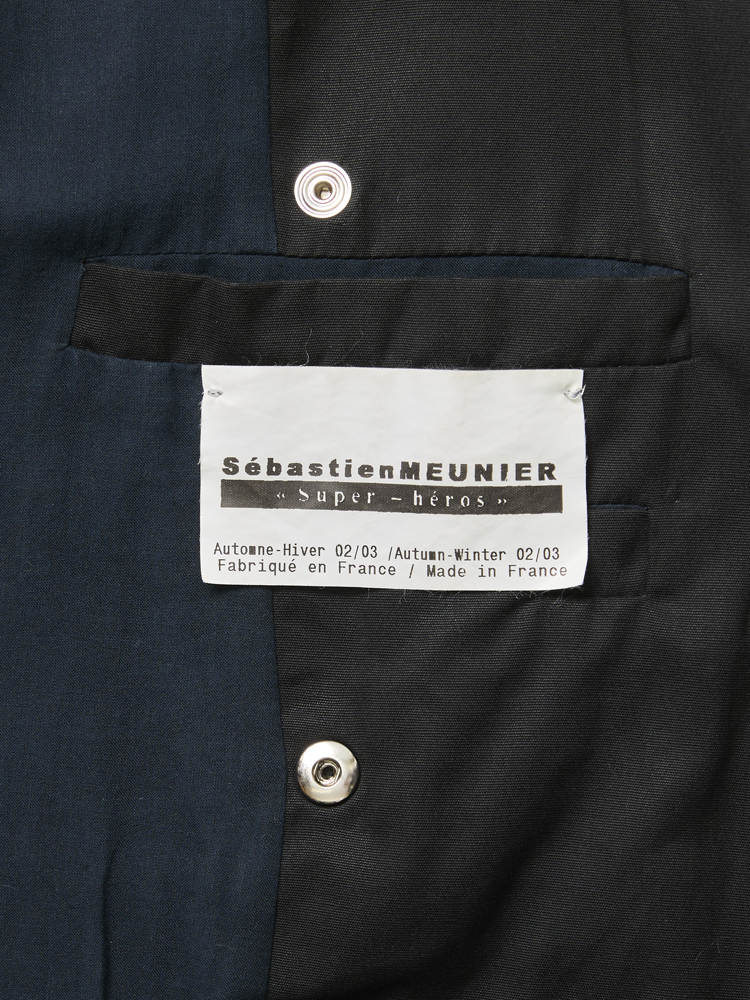 SébastienMEUNIER
« Super - héros »
Automne-Hiver 02/03 /Autumn-Winter 02/03
Fabriqué en France / Made in France